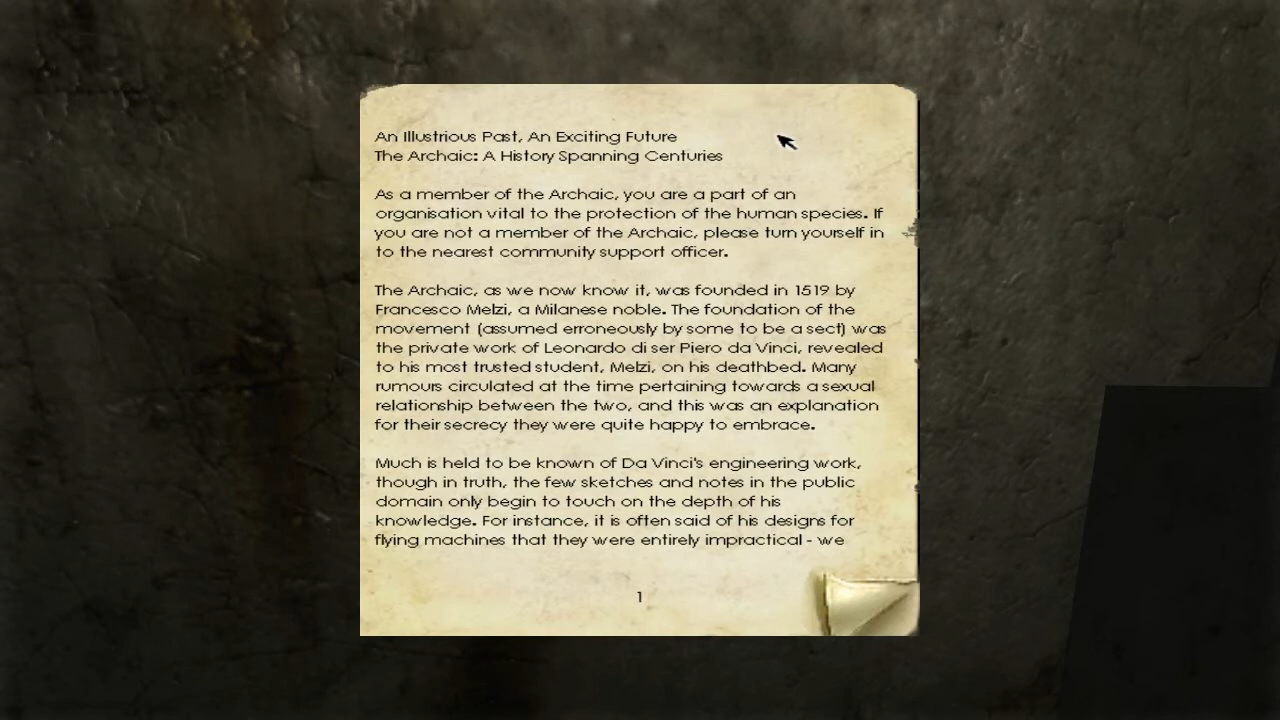 An Illustrious Past, An Exciting Future
The Archaic: A History Spanning Centuries
As a member of the Archaic, you are a part of an
organisation vital to the protection of the human species. If
you are not a member of the Archaic, please turn yourself in
to the nearest community support officer.
The Archaic, as we now know it, was founded in 1519 by
Francesco Melzi, a Milanese noble. The foundation of the
movement (assumed erroneously by some to be a sect) was
the private work of Leonardo di ser Piero da Vinci, revealed
to his most trusted student, Melzi, on his deathbed. Many
rumours circulated at the time pertaining towards a sexual
relationship between the two, and this was an explanation
for their secrecy they were quite happy to embrace.
Much is held to be known of Da Vinci's engineering work,
though in truth, the few sketches and notes in the public
domain only begin to touch on the depth of his
knowledge. For instance, it is often said of his designs for
flying machines that they were entirely impractical - we
1